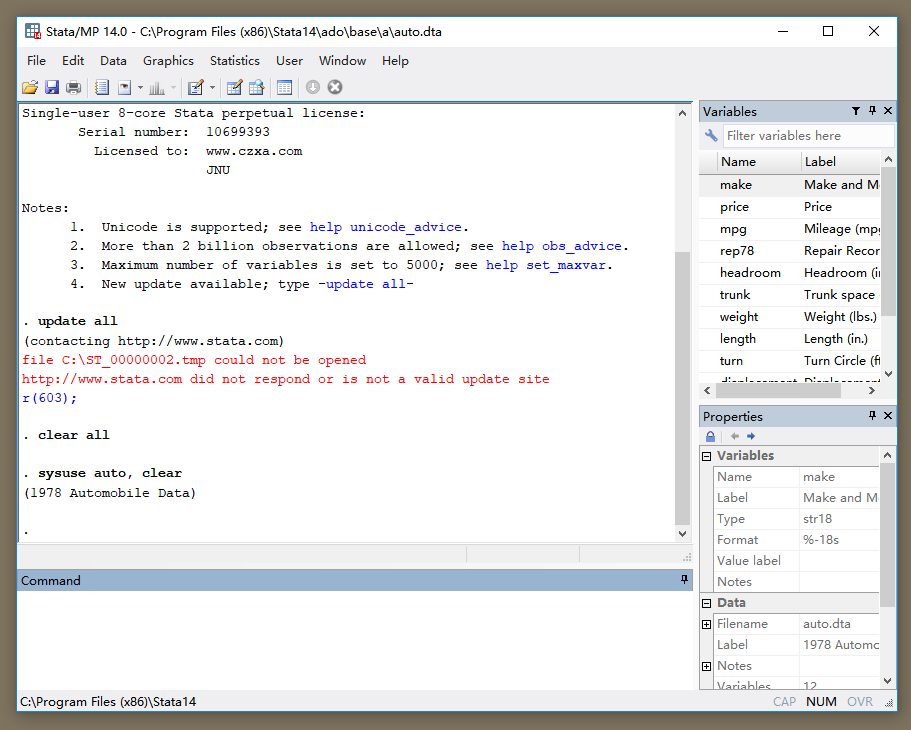 Stata/MP 14.0 - C:\Program Files (x86)\Stata14\ado\base\a\auto.dta
File Edit Data Graphics Statistics User Window Help
Single-user 8-core Stata perpetual license:
Serial number: 10699393
Licensed to: www.czxa.com
JNU
Notes:
1. Unicode is supported; see help unicode_advice.
2. More than 2 billion observations are allowed; see help obs_advice.
3. Maximum number of variables is set to 5000; see help set_maxvar.
4. New update available; type -update all-
. update all
(contacting http://www.stata.com)
file C:\ST_00000002.tmp could not be opened
http://www.stata.com did not respond or is not a valid update site
r(603);
. clear all
. sysuse auto, clear
(1978 Automobile Data)
.
Command
C:\Program Files (x86)\Stata14
Variables
Filter variables here
Name Label
make Make and M
price Price
mpg Mileage (mpg
rep78 Repair Recor
headroom Headroom (in
trunk Trunk space
weight Weight (lbs.)
length Length (in.)
turn Turn Circle (ft
displacement Displacement
Properties
Variables
Name make
Label Make and M
Type str18
Format %-18s
Value label
Notes
Data
Filename auto.dta
Label 1978 Automo
Notes
Variables 12
CAP NUM OVR